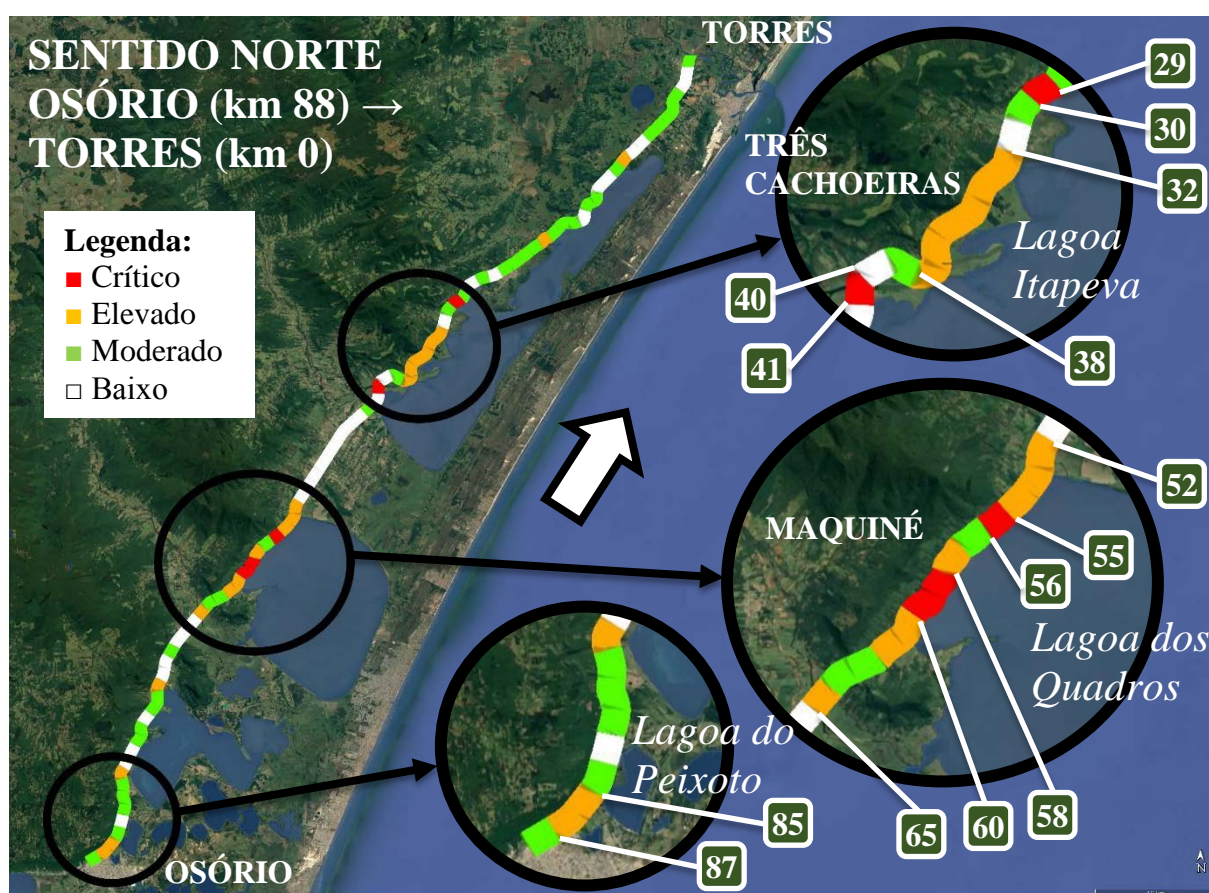 SENTIDO NORTE
OSÓRIO (km 88) →
TORRES (km 0)
Legenda:
Crítico
Elevado
Moderado
Baixo
TORRES
TRÊS
CACHOEIRAS
Lagoa
Itapeva
29
30
32
38
40
41
MAQUINÉ
Lagoa dos
Quadros
52
55
56
58
60
65
Lagoa do
Peixoto
85
87
OSÓRIO
N